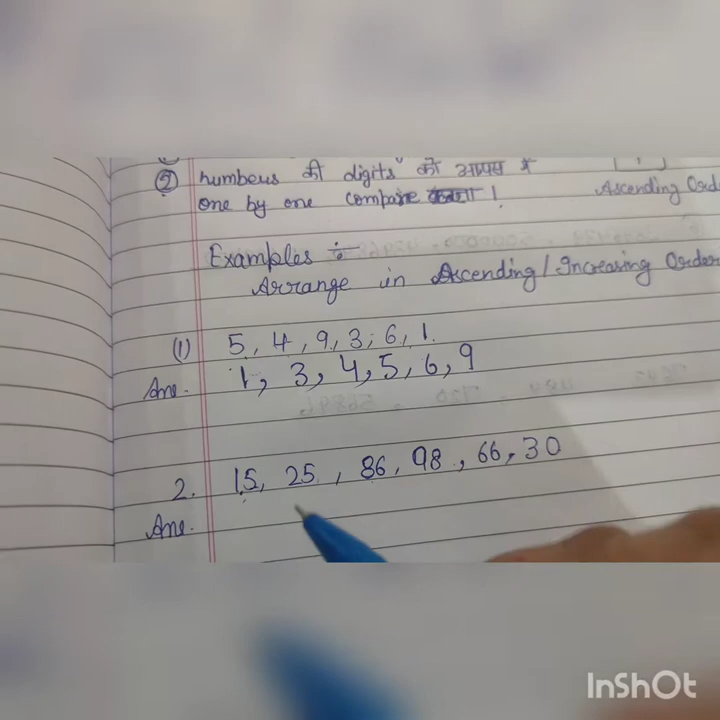 ② numbers की digits को आपस में
one by one compare करना ।
Ascending Orde
Examples ÷
Arrange in Ascending/Increasing Order
(1) 5, 4, 9, 3, 6, 1.
Ans. 1, 3, 4, 5, 6, 9
2. 15, 25, 86, 98, 66, 30
Ans.
InShOt